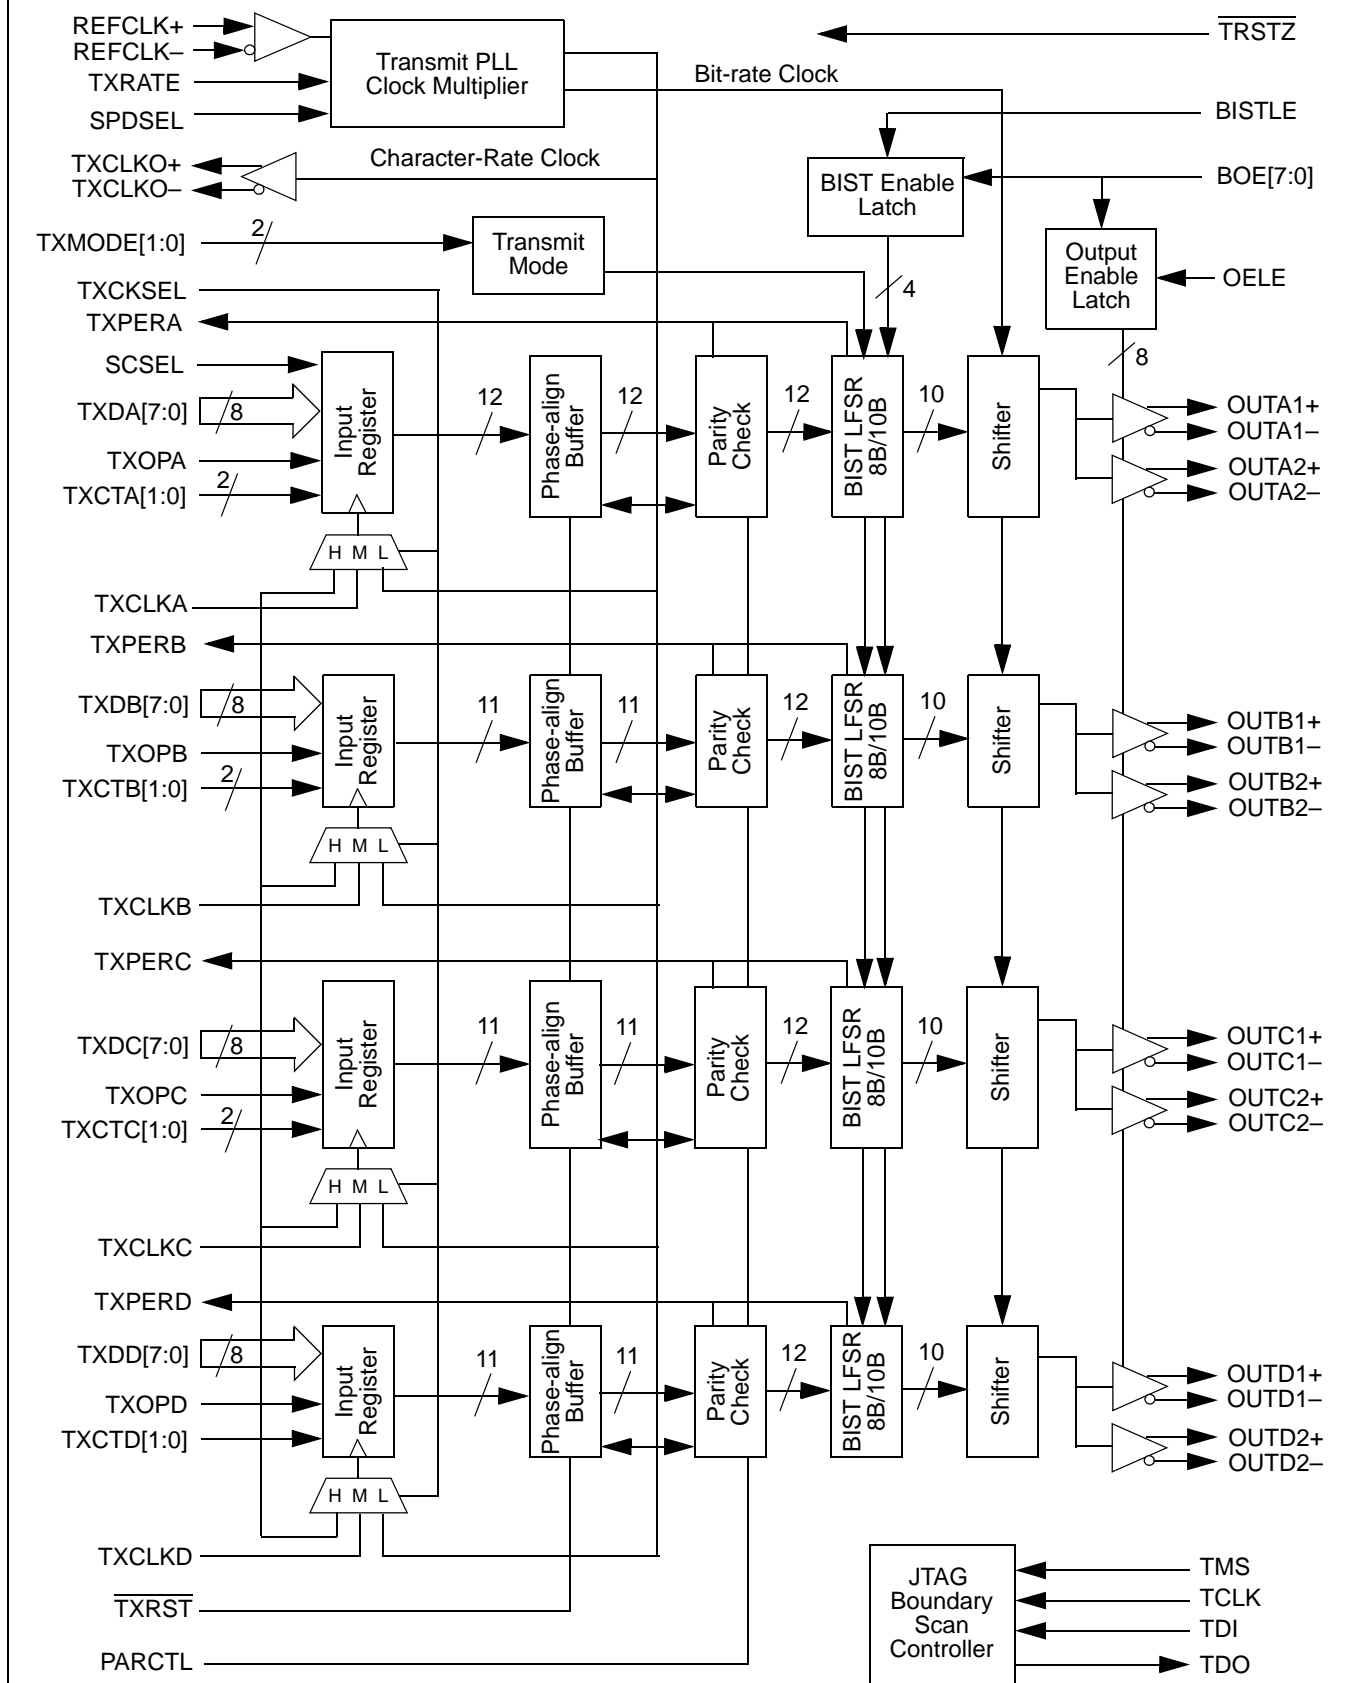 REFCLK+
REFCLK–
TXRATE
SPDSEL
Transmit PLL
Clock Multiplier
TRSTZ
Bit-rate Clock
BISTLE
TXCLKO+
TXCLKO–
Character-Rate Clock
BIST Enable
Latch
BOE[7:0]
TXMODE[1:0]
2
Transmit
Mode
Output
Enable
Latch
OELE
4
8
TXCKSEL
TXPERA
SCSEL
TXDA[7:0]
8
TXOPA
TXCTA[1:0]
2
Input
Register
12
Phase-align
Buffer
12
Parity
Check
12
BIST LFSR
8B/10B
10
Shifter
OUTA1+
OUTA1–
OUTA2+
OUTA2–
H M L
TXCLKA
TXPERB
TXDB[7:0]
8
TXOPB
TXCTB[1:0]
2
Input
Register
11
Phase-align
Buffer
11
Parity
Check
12
BIST LFSR
8B/10B
10
Shifter
OUTB1+
OUTB1–
OUTB2+
OUTB2–
H M L
TXCLKB
TXPERC
TXDC[7:0]
8
TXOPC
TXCTC[1:0]
2
Input
Register
11
Phase-align
Buffer
11
Parity
Check
12
BIST LFSR
8B/10B
10
Shifter
OUTC1+
OUTC1–
OUTC2+
OUTC2–
H M L
TXCLKC
TXPERD
TXDD[7:0]
8
TXOPD
TXCTD[1:0]
Input
Register
11
Phase-align
Buffer
11
Parity
Check
12
BIST LFSR
8B/10B
10
Shifter
OUTD1+
OUTD1–
OUTD2+
OUTD2–
H M L
TXCLKD
TXRST
PARCTL
JTAG
Boundary
Scan
Controller
TMS
TCLK
TDI
TDO